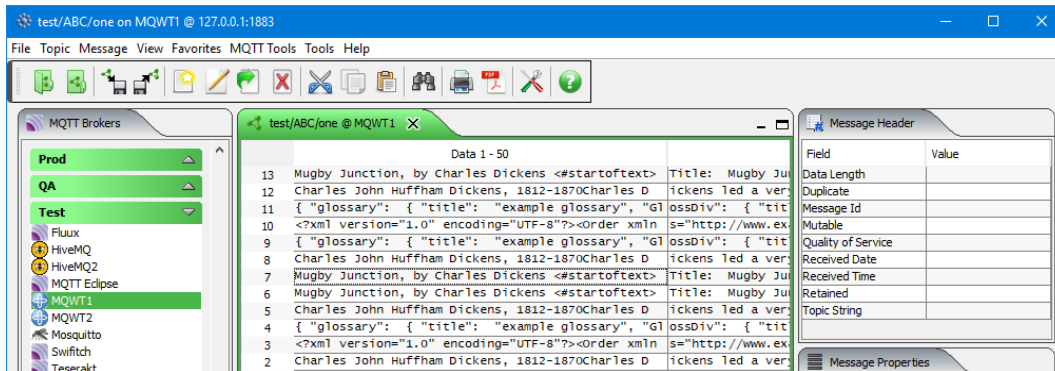 test/ABC/one on MQWT1 @ 127.0.0.1:1883
File Topic Message View Favorites MQTT Tools Tools Help
PDF
MQTT Brokers
Prod
QA
Test
Fluux
HiveMQ
HiveMQ2
MQTT Eclipse
MQWT1
MQWT2
Mosquitto
Swifitch
Teserakt
test/ABC/one @ MQWT1
Data 1 - 50
13 Mugby Junction, by Charles Dickens <#startoftext> Title: Mugby Jun
12 Charles John Huffham Dickens, 1812-1870Charles D ickens led a very
11 { "glossary": { "title": "example glossary", "Gl ossDiv": { "tit
10 <?xml version="1.0" encoding="UTF-8"?><Order xmln s="http://www.ex
9 { "glossary": { "title": "example glossary", "Gl ossDiv": { "tit
8 Charles John Huffham Dickens, 1812-1870Charles D ickens led a very
7 Mugby Junction, by Charles Dickens <#startoftext> Title: Mugby Jun
6 Mugby Junction, by Charles Dickens <#startoftext> Title: Mugby Jun
5 Charles John Huffham Dickens, 1812-1870Charles D ickens led a very
4 { "glossary": { "title": "example glossary", "Gl ossDiv": { "tit
3 <?xml version="1.0" encoding="UTF-8"?><Order xmln s="http://www.ex
2 Charles John Huffham Dickens, 1812-1870Charles D ickens led a very
Message Header
Field Value
Data Length
Duplicate
Message Id
Mutable
Quality of Service
Received Date
Received Time
Retained
Topic String
Message Properties